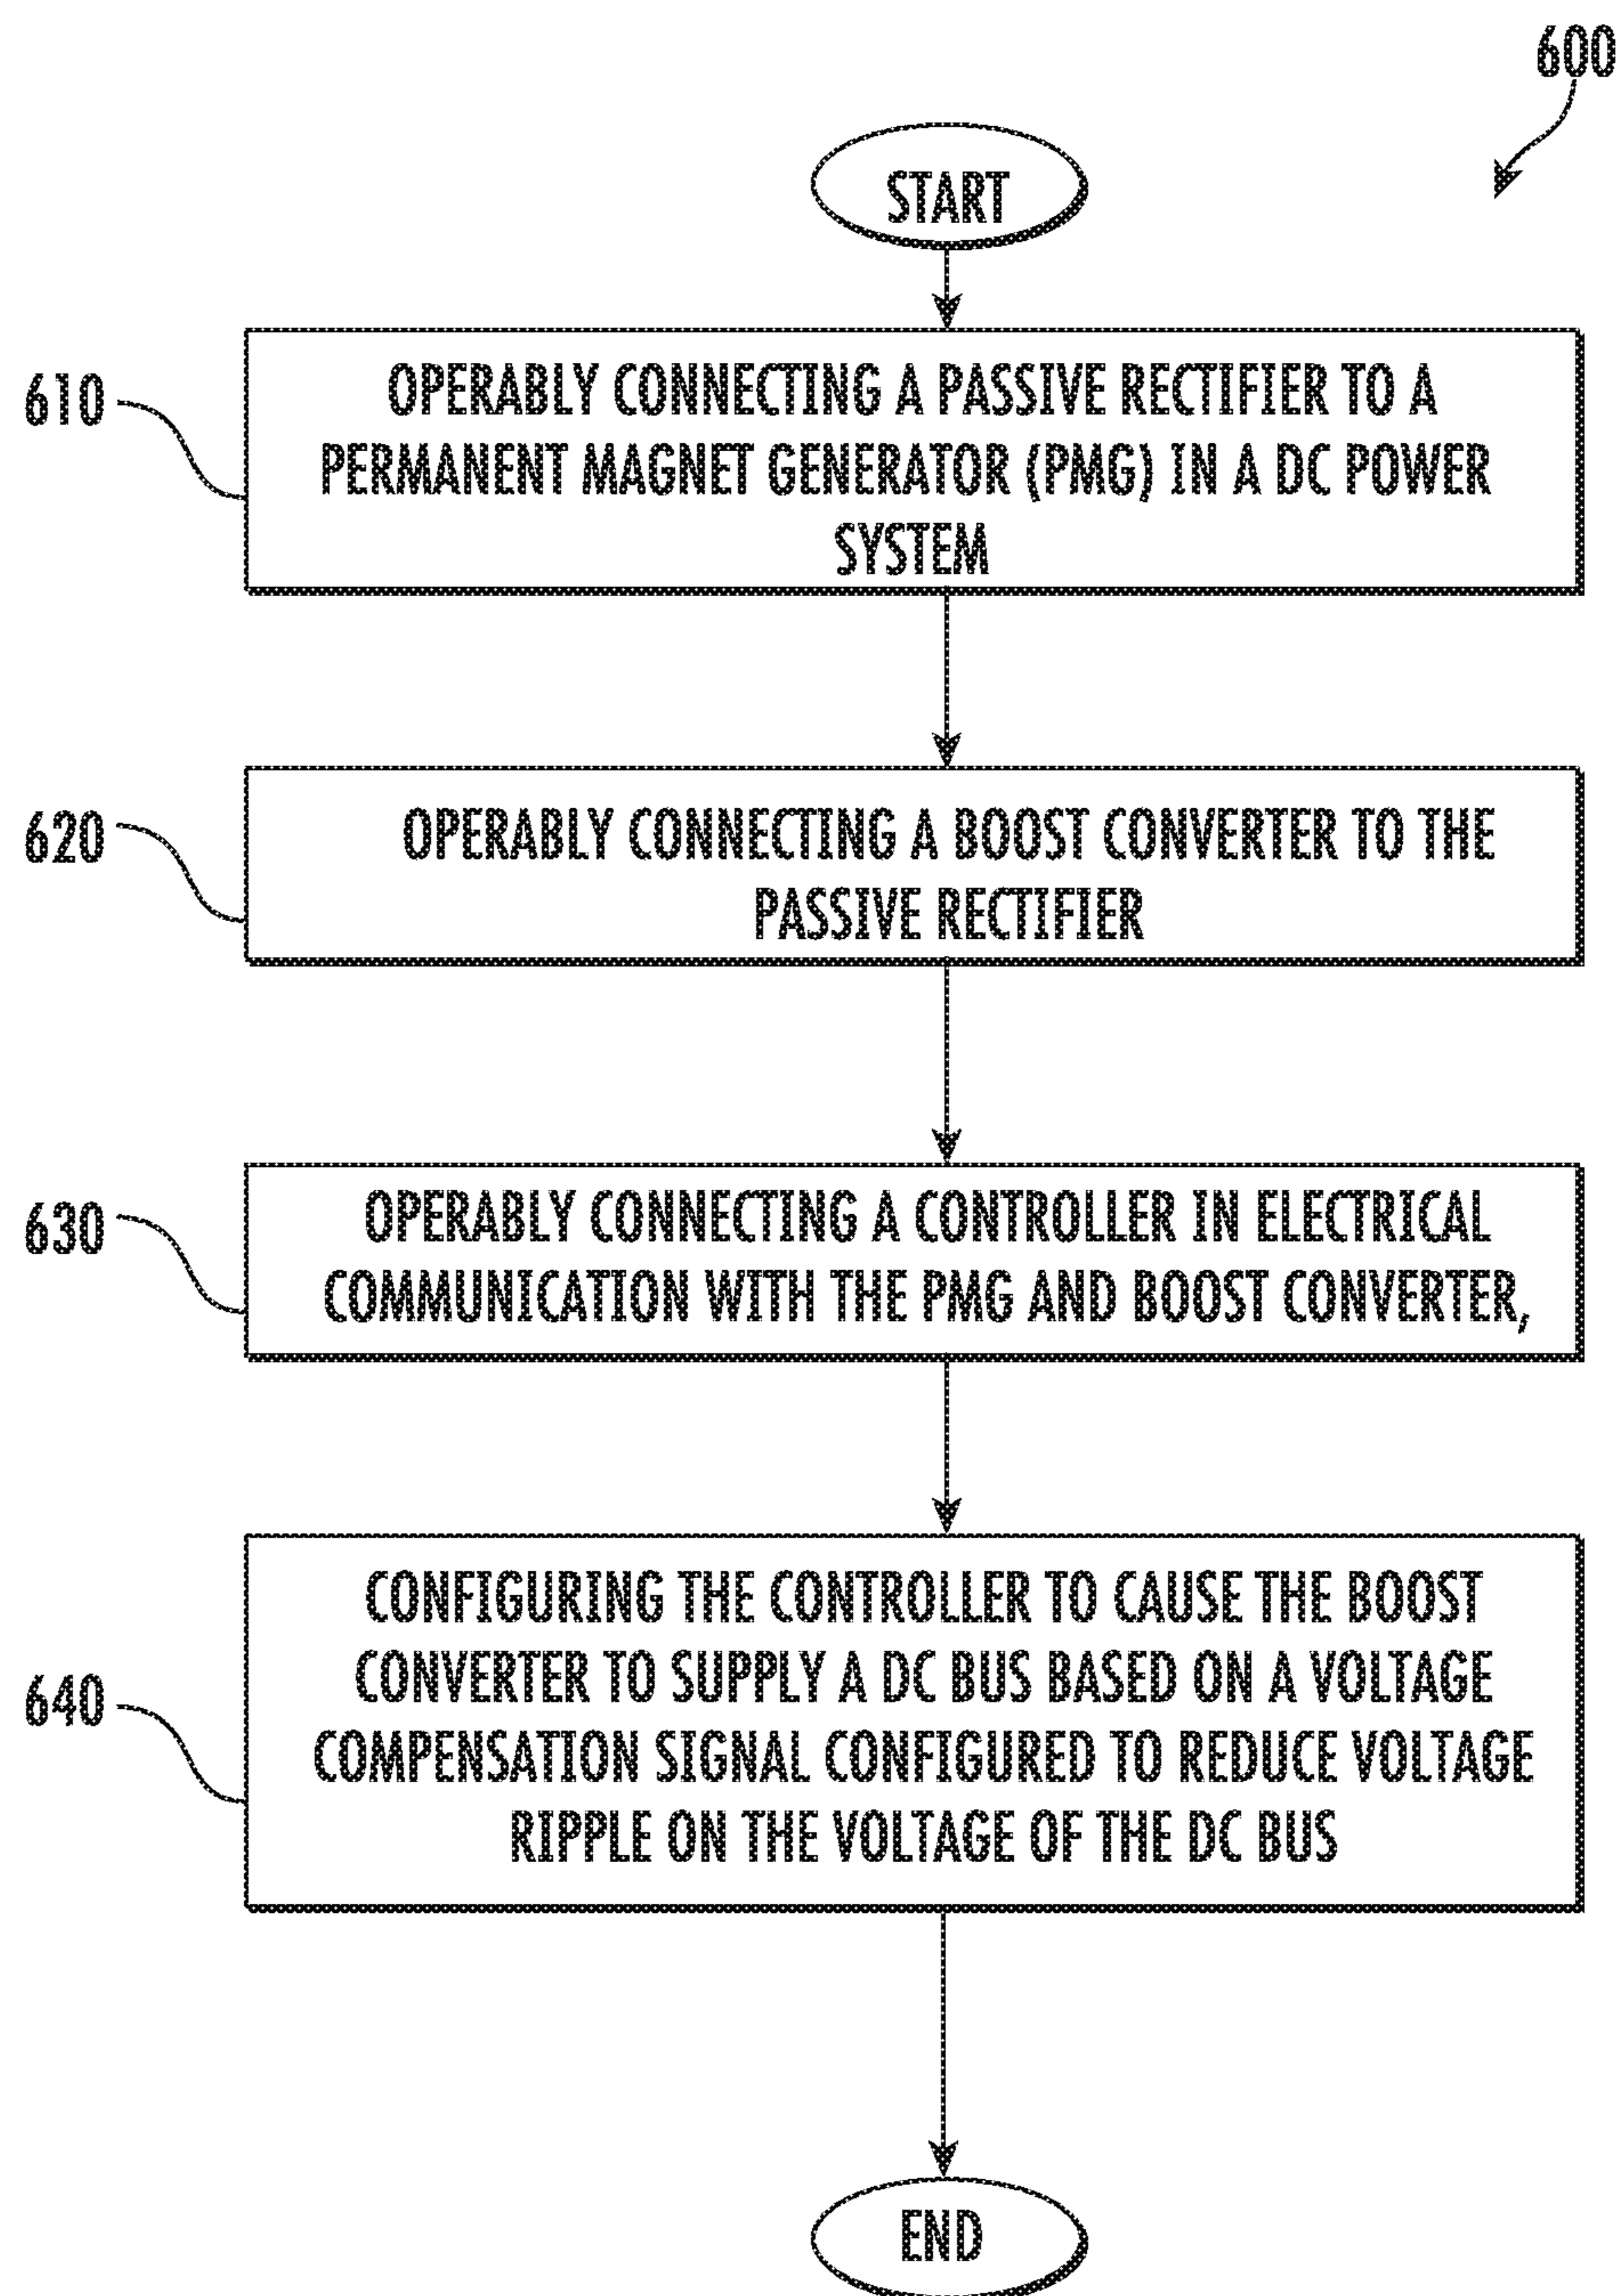 600
START
610
OPERABLY CONNECTING A PASSIVE RECTIFIER TO A
PERMANENT MAGNET GENERATOR (PMG) IN A DC POWER
SYSTEM
620
OPERABLY CONNECTING A BOOST CONVERTER TO THE
PASSIVE RECTIFIER
630
OPERABLY CONNECTING A CONTROLLER IN ELECTRICAL
COMMUNICATION WITH THE PMG AND BOOST CONVERTER,
640
CONFIGURING THE CONTROLLER TO CAUSE THE BOOST
CONVERTER TO SUPPLY A DC BUS BASED ON A VOLTAGE
COMPENSATION SIGNAL CONFIGURED TO REDUCE VOLTAGE
RIPPLE ON THE VOLTAGE OF THE DC BUS
END